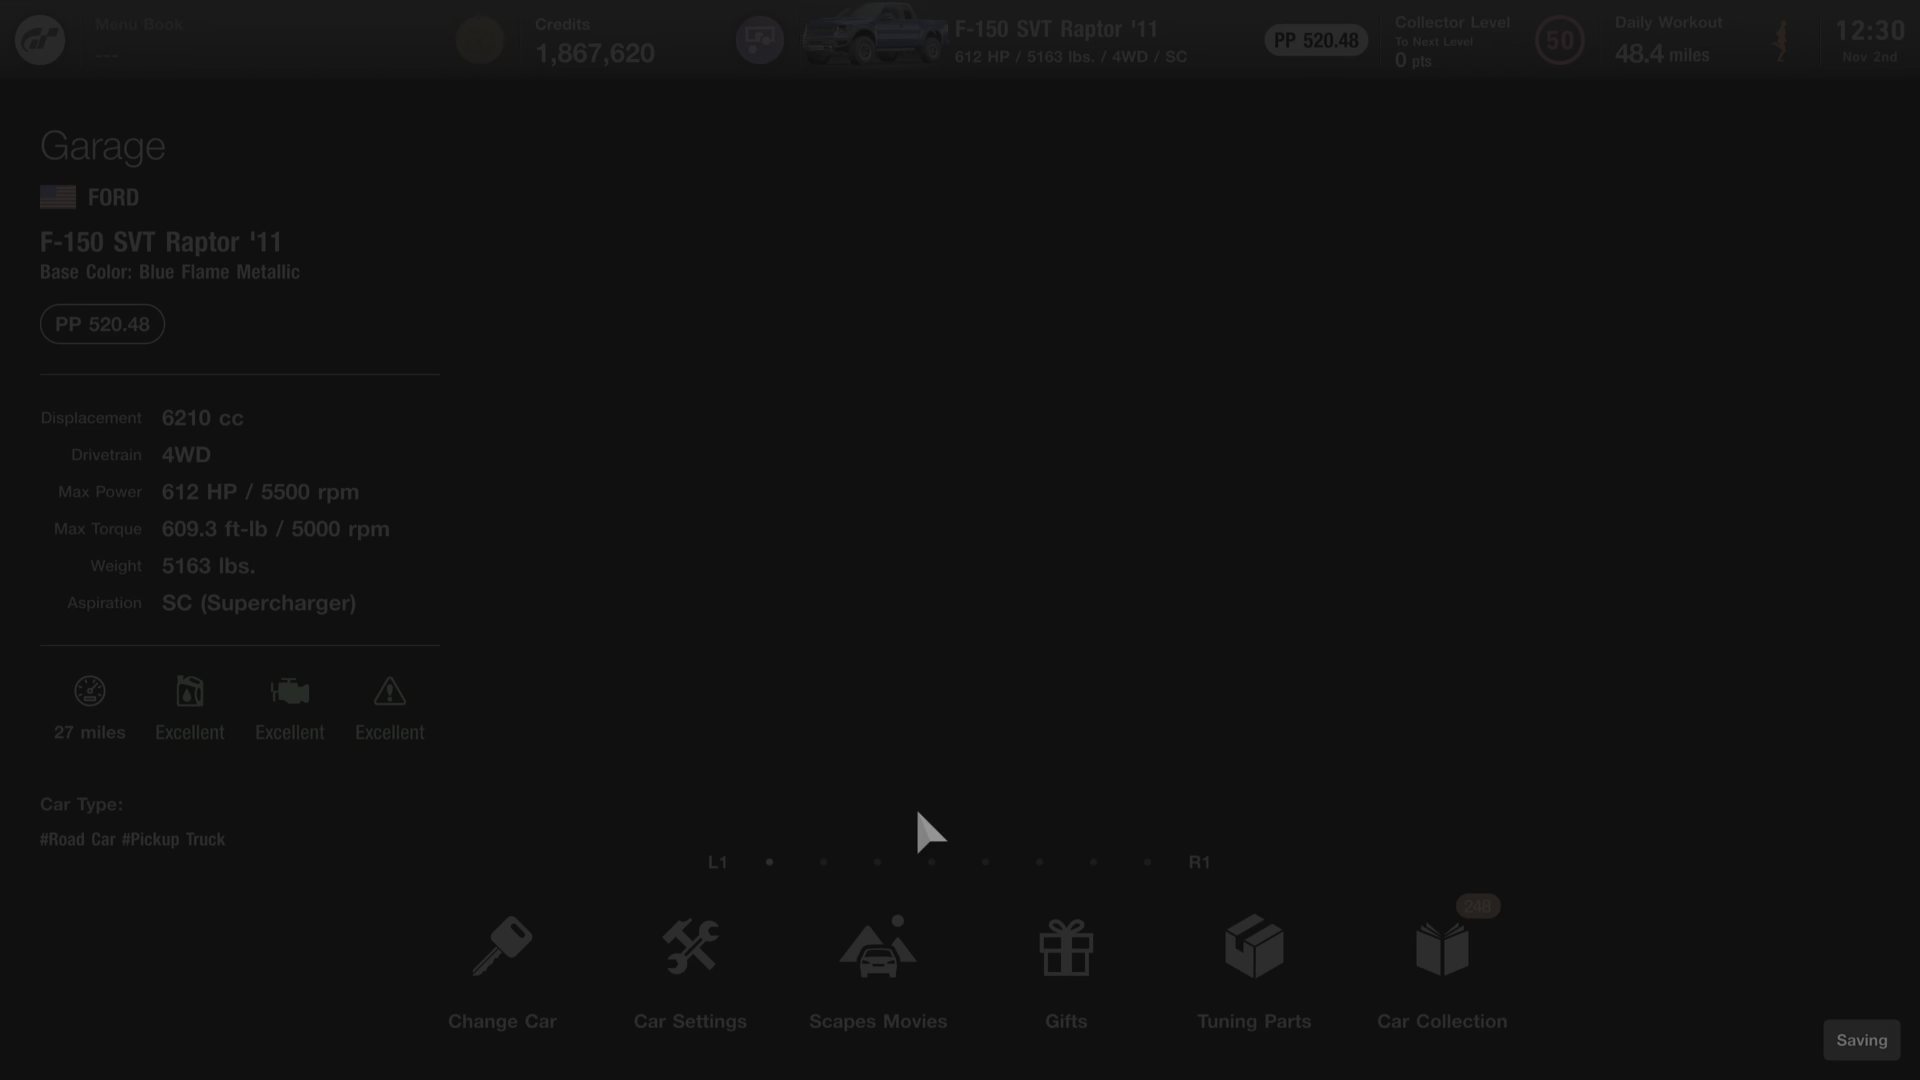 Menu Book
---
Credits
1,867,620
F-150 SVT Raptor '11
612 HP / 5163 lbs. / 4WD / SC
PP 520.48
Collector Level
To Next Level
0 pts
50
Daily Workout
48.4 miles
12:30
Nov 2nd
Garage
FORD
F-150 SVT Raptor '11
Base Color: Blue Flame Metallic
PP 520.48
Displacement 6210 cc
Drivetrain 4WD
Max Power 612 HP / 5500 rpm
Max Torque 609.3 ft-lb / 5000 rpm
Weight 5163 lbs.
Aspiration SC (Supercharger)
27 miles Excellent Excellent Excellent
Car Type:
#Road Car #Pickup Truck
L1 R1
248
Change Car Car Settings Scapes Movies Gifts Tuning Parts Car Collection
Saving